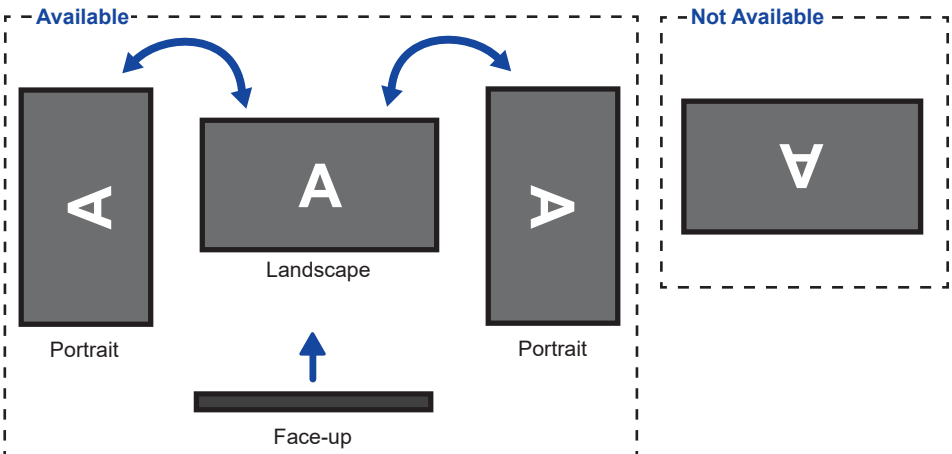 Available
Not Available
A
A
A
A
Landscape
Portrait
Portrait
Face-up